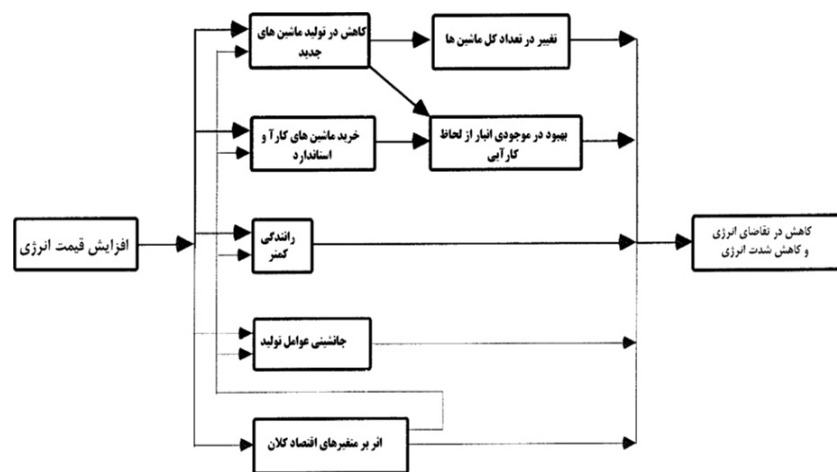 افزایش قیمت انرژی
کاهش در تولید ماشین های
جدید
تغییر در تعداد کل ماشین ها
خرید ماشین های کارآ و
استاندارد
بهبود در موجودی انبار از لحاظ
کارآیی
رانندگی
کمتر
جانشینی عوامل تولید
اثر بر متغیرهای اقتصاد کلان
کاهش در تقاضای انرژی
و کاهش شدت انرژی